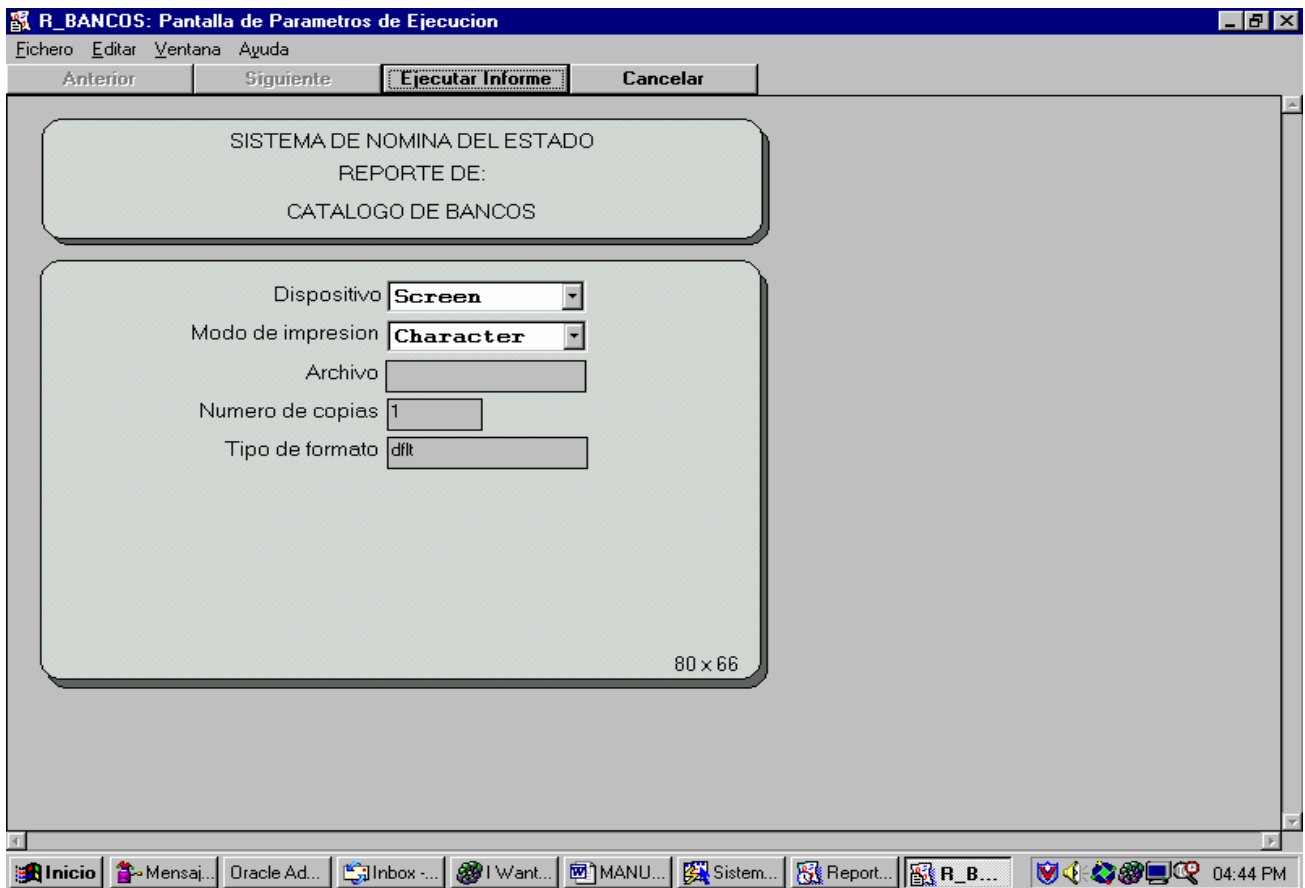 R_BANCOS: Pantalla de Parametros de Ejecucion
Fichero Editar Ventana Ayuda
Anterior Siguiente Ejecutar Informe Cancelar
SISTEMA DE NOMINA DEL ESTADO
REPORTE DE:
CATALOGO DE BANCOS
Dispositivo Screen
Modo de impresion Character
Archivo
Numero de copias 1
Tipo de formato dflt
80 x 66
Inicio Mensaj... Oracle Ad... Inbox -... I Want... MANU... Sistem... Report... R_B... 04:44 PM